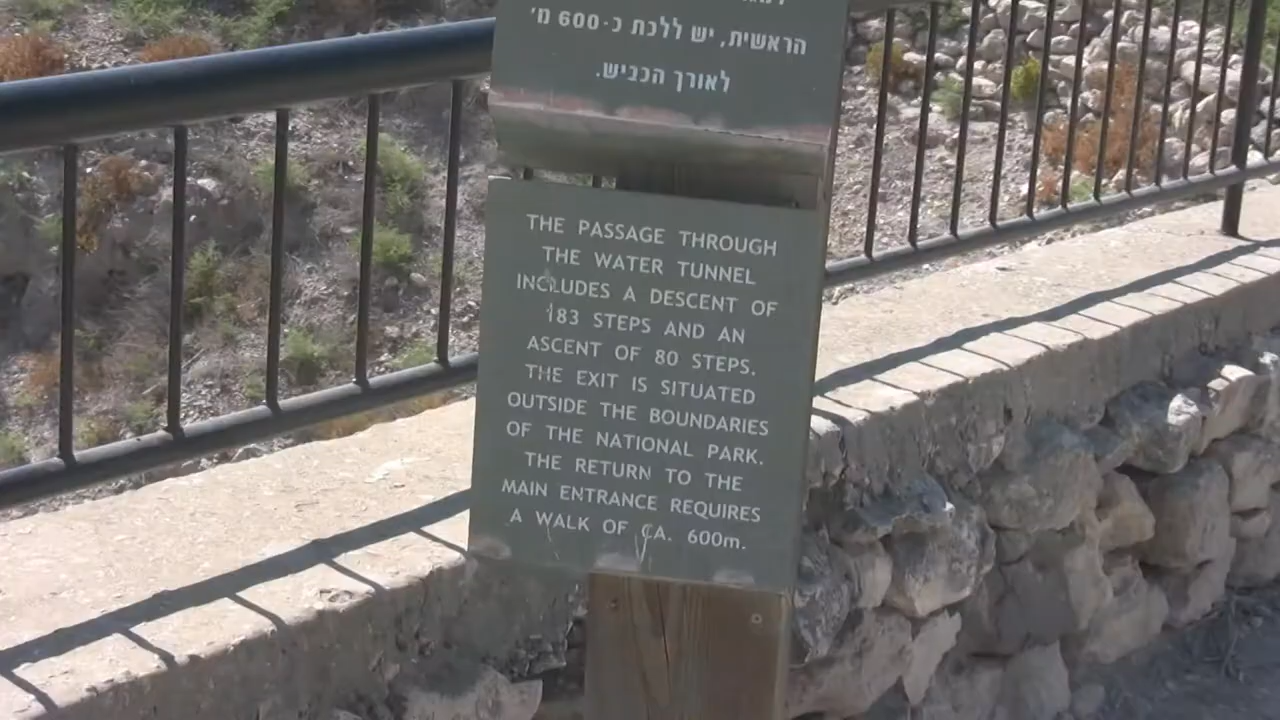 הראשית, יש ללכת כ-600 מ'
לאורך הכביש.
THE PASSAGE THROUGH
THE WATER TUNNEL
INCLUDES A DESCENT OF
183 STEPS AND AN
ASCENT OF 80 STEPS.
THE EXIT IS SITUATED
OUTSIDE THE BOUNDARIES
OF THE NATIONAL PARK.
THE RETURN TO THE
MAIN ENTRANCE REQUIRES
A WALK OF CA. 600m.